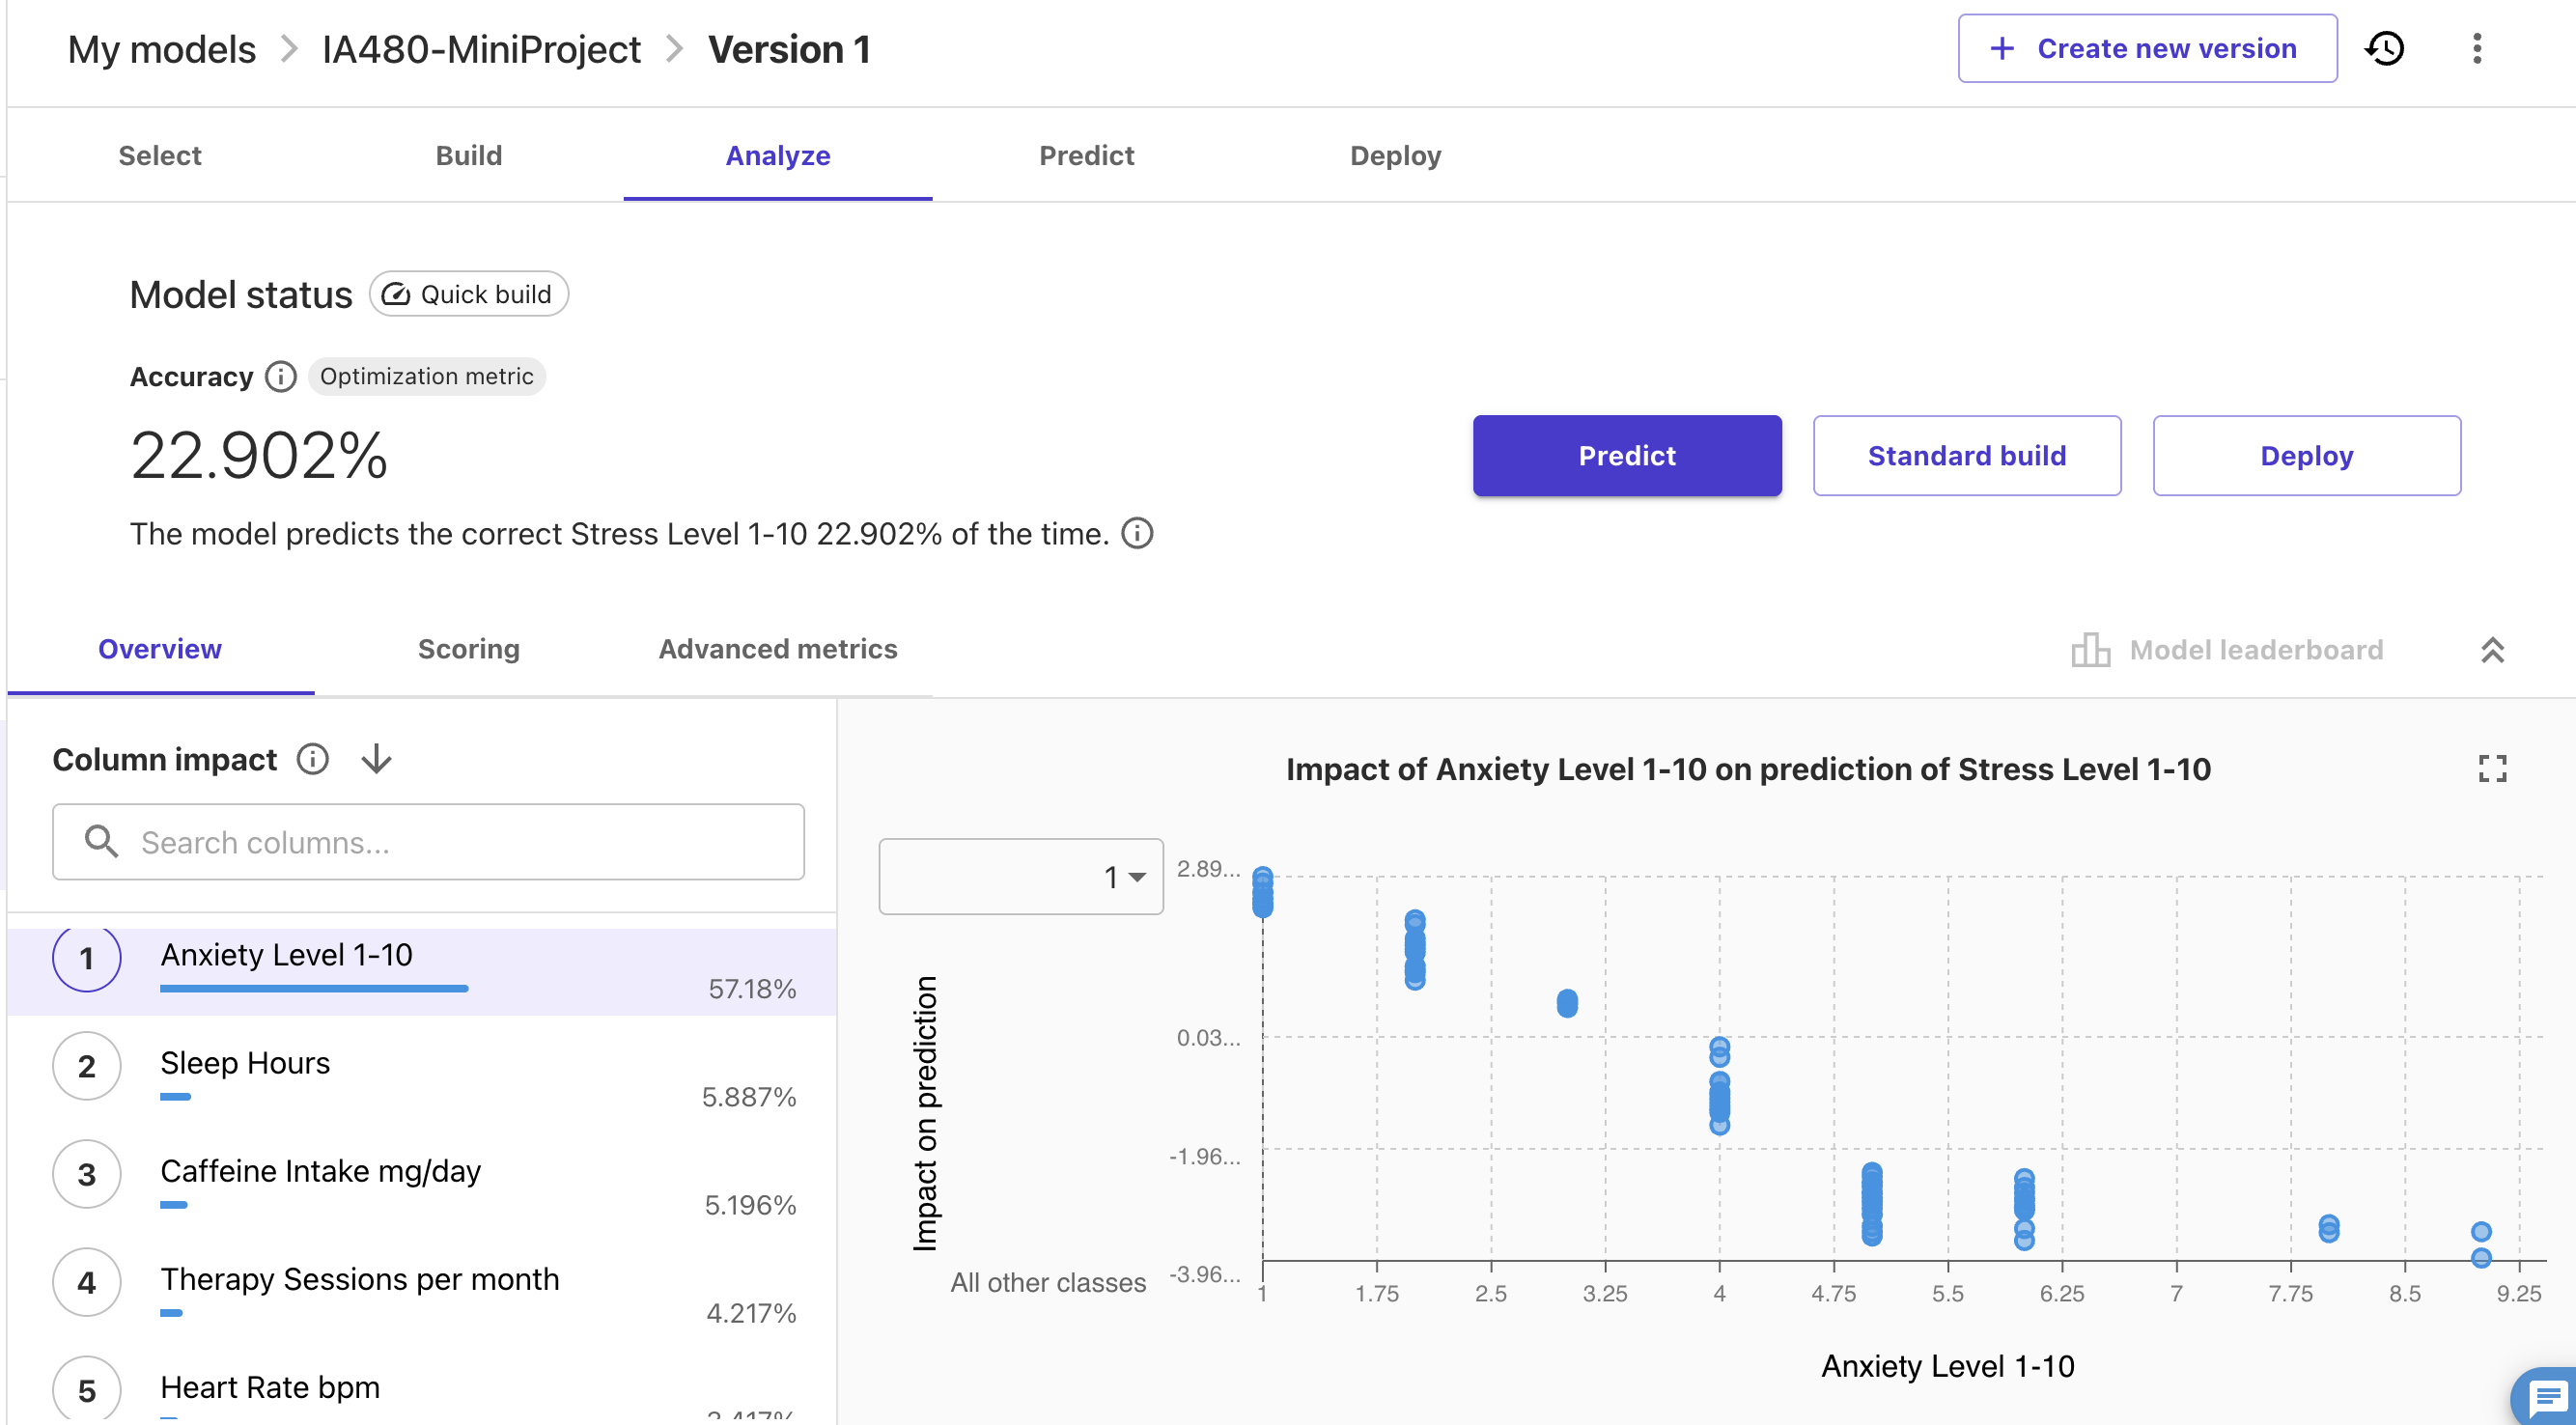 My models > IA480-MiniProject > Version 1
+ Create new version
Select Build Analyze Predict Deploy
Model status Quick build
Accuracy Optimization metric
22.902%
The model predicts the correct Stress Level 1-10 22.902% of the time.
Predict Standard build Deploy
Overview Scoring Advanced metrics Model leaderboard
Column impact
Search columns...
1 Anxiety Level 1-10 57.18%
2 Sleep Hours 5.887%
3 Caffeine Intake mg/day 5.196%
4 Therapy Sessions per month 4.217%
5 Heart Rate bpm
Impact of Anxiety Level 1-10 on prediction of Stress Level 1-10
1
Impact on prediction
All other classes
2.89...
0.03...
-1.96...
-3.96...
1 1.75 2.5 3.25 4 4.75 5.5 6.25 7 7.75 8.5 9.25
Anxiety Level 1-10